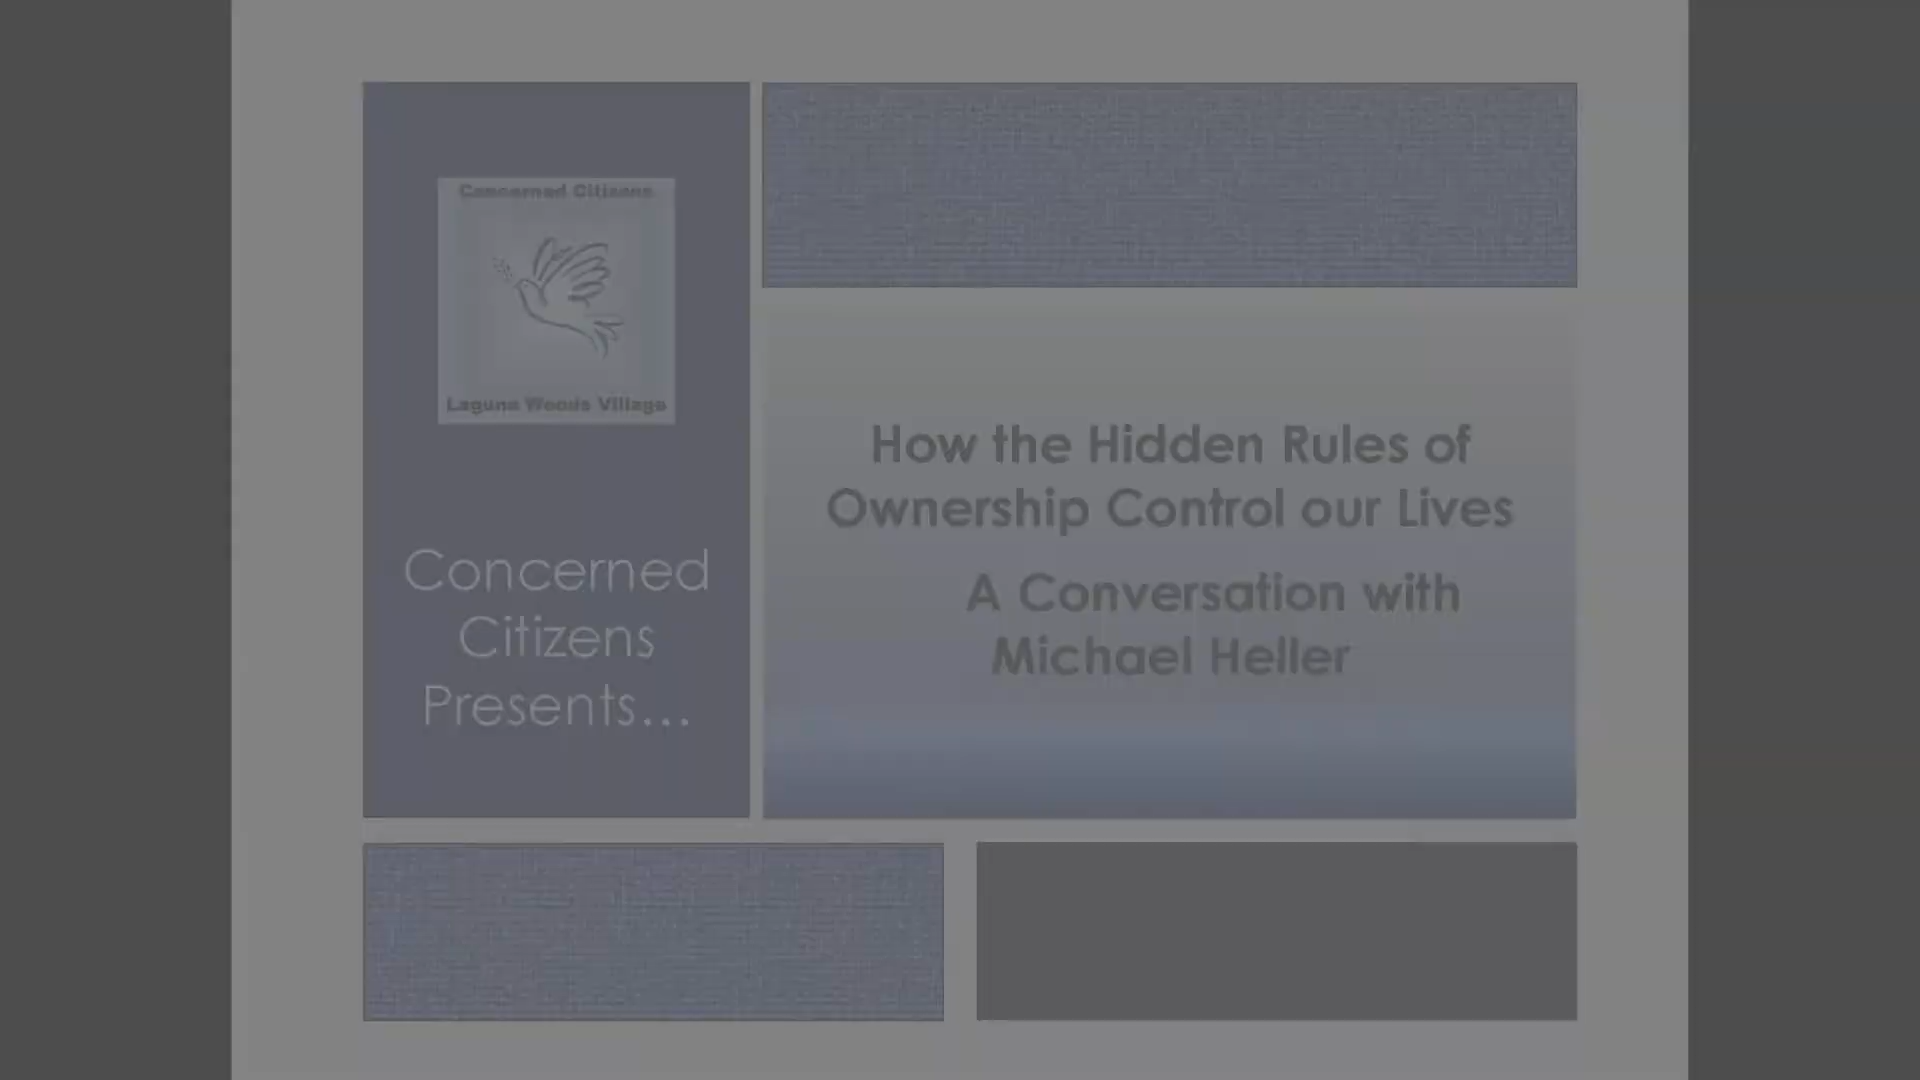 Concerned Citizens
Laguna Woods Village
Concerned
Citizens
Presents...
How the Hidden Rules of
Ownership Control our Lives
A Conversation with
Michael Heller